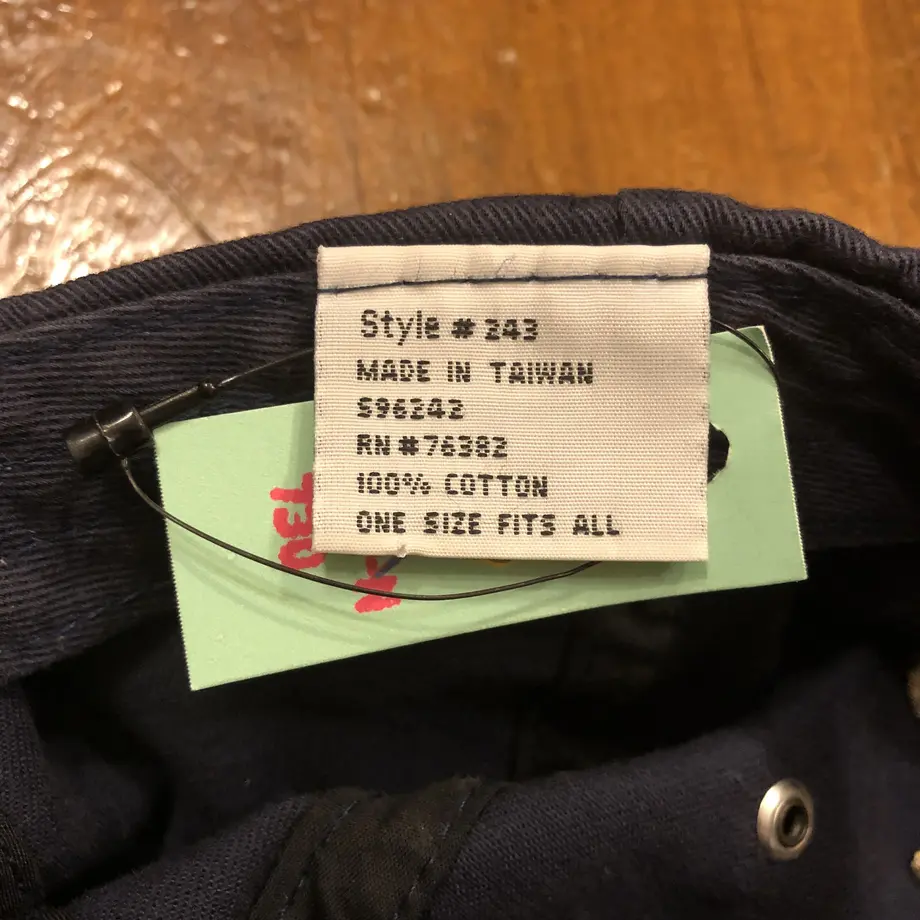 Style # 243
MADE IN TAIWAN
S96242
RN #76382
100% COTTON
ONE SIZE FITS ALL